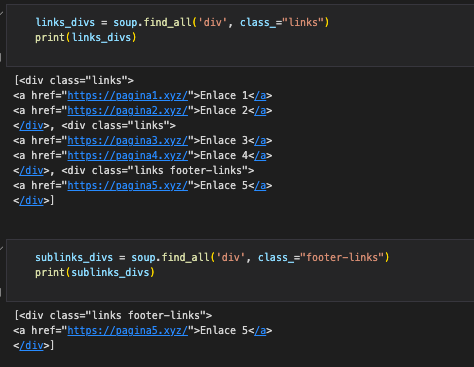 links_divs = soup.find_all('div', class_="links")
print(links_divs)
[<div class="links">
<a href="https://pagina1.xyz/">Enlace 1</a>
<a href="https://pagina2.xyz/">Enlace 2</a>
</div>, <div class="links">
<a href="https://pagina3.xyz/">Enlace 3</a>
<a href="https://pagina4.xyz/">Enlace 4</a>
</div>, <div class="links footer-links">
<a href="https://pagina5.xyz/">Enlace 5</a>
</div>]
sublinks_divs = soup.find_all('div', class_="footer-links")
print(sublinks_divs)
[<div class="links footer-links">
<a href="https://pagina5.xyz/">Enlace 5</a>
</div>]